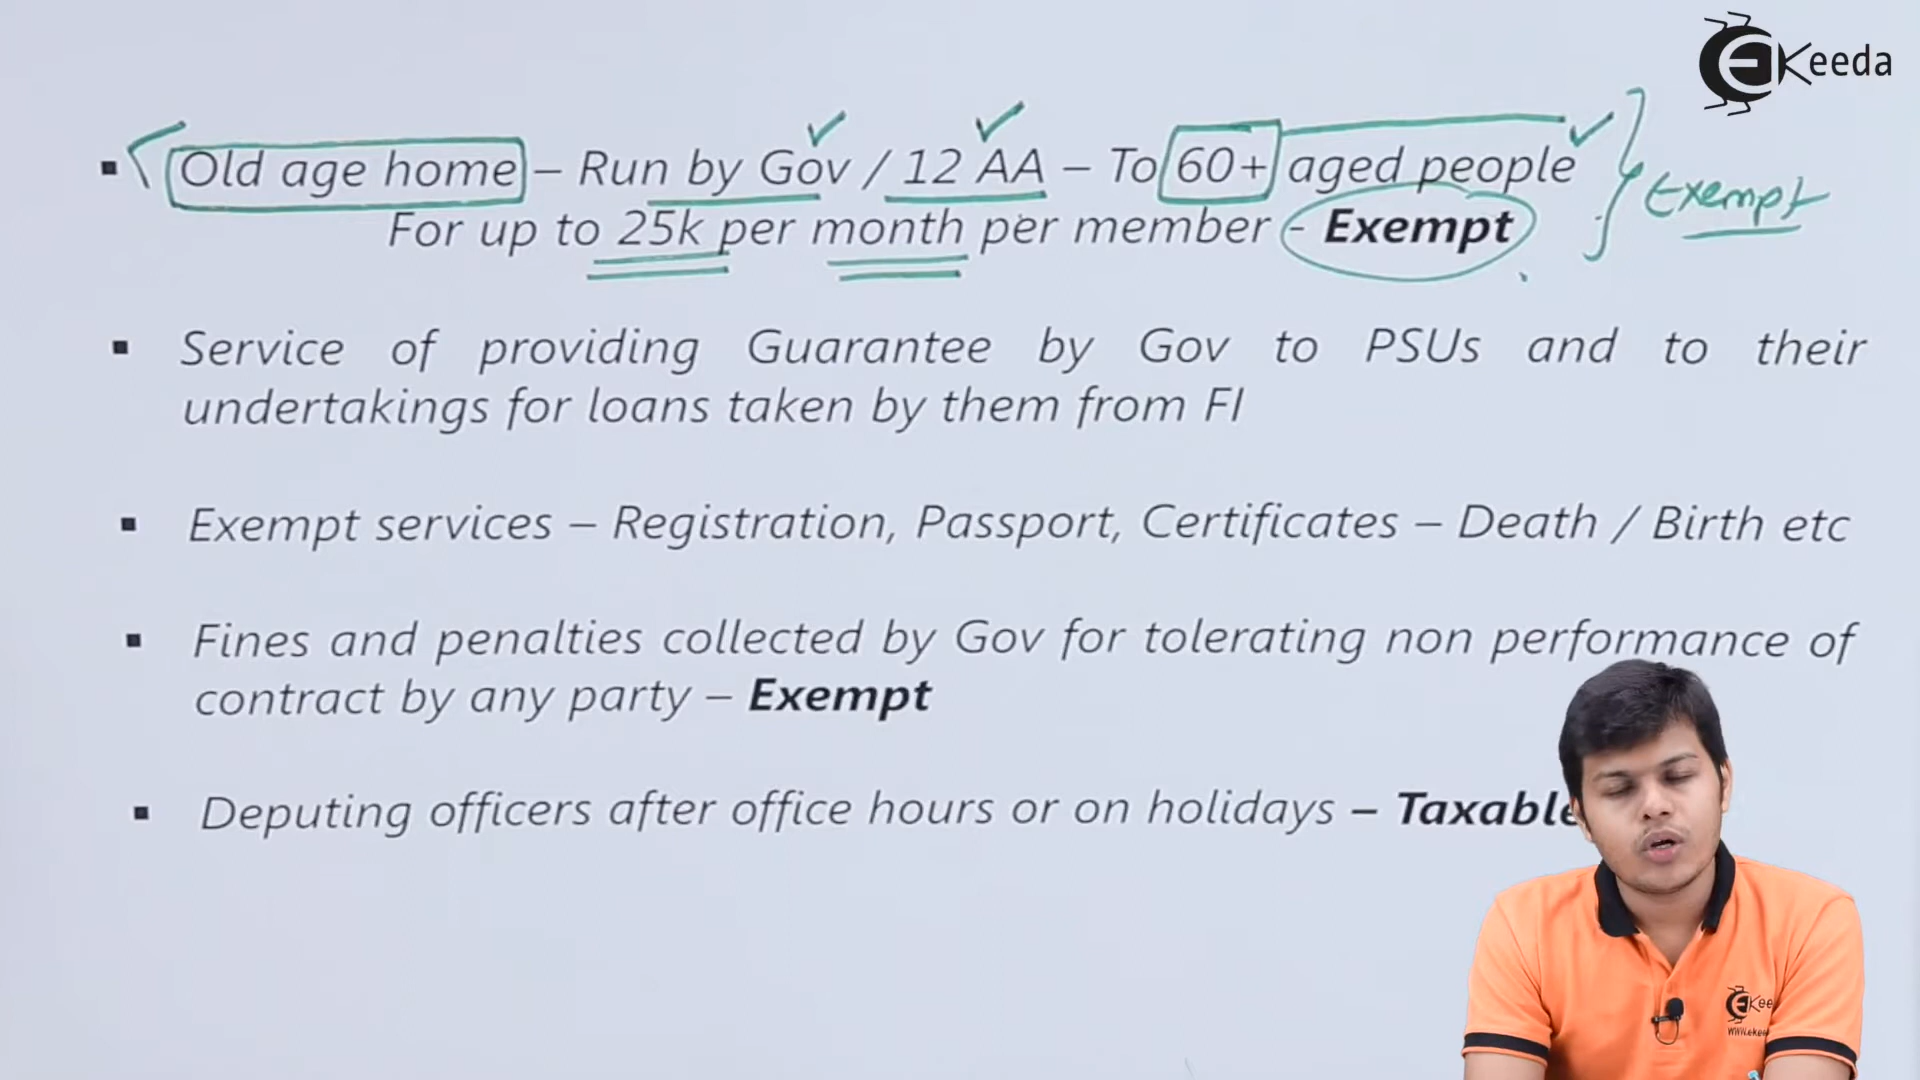 EKeeda
▪ Old age home – Run by Gov / 12 AA – To 60+ aged people
For up to 25k per month per member - Exempt
Exempt
▪ Service of providing Guarantee by Gov to PSUs and to their
undertakings for loans taken by them from FI
▪ Exempt services – Registration, Passport, Certificates – Death / Birth etc
▪ Fines and penalties collected by Gov for tolerating non performance of
contract by any party – Exempt
▪ Deputing officers after office hours or on holidays – Taxable